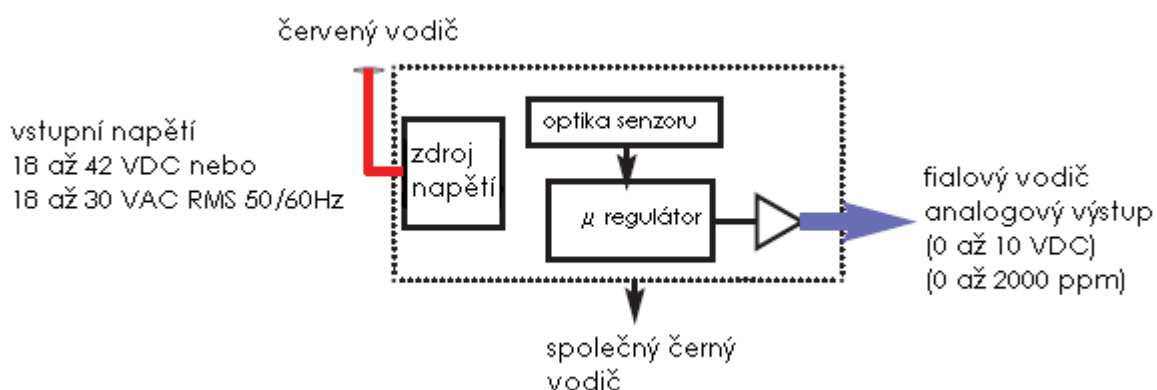 červený vodič
vstupní napětí
18 až 42 VDC nebo
18 až 30 VAC RMS 50/60Hz
zdroj
napětí
optika senzoru
μ regulátor
fialový vodič
analogový výstup
(0 až 10 VDC)
(0 až 2000 ppm)
společný černý
vodič